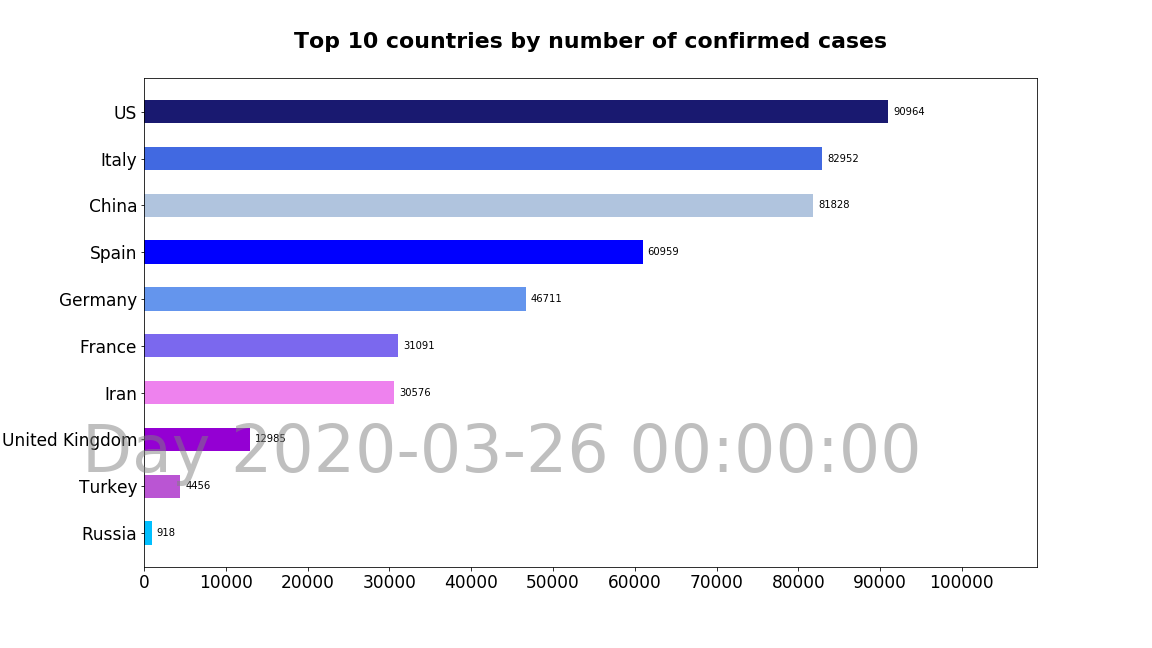 Top 10 countries by number of confirmed cases
US 90964
Italy 82952
China 81828
Spain 60959
Germany 46711
France 31091
Iran 30576
United Kingdom 12985
Day 2020-03-26 00:00:00
Turkey 4456
Russia 918
0 10000 20000 30000 40000 50000 60000 70000 80000 90000 100000